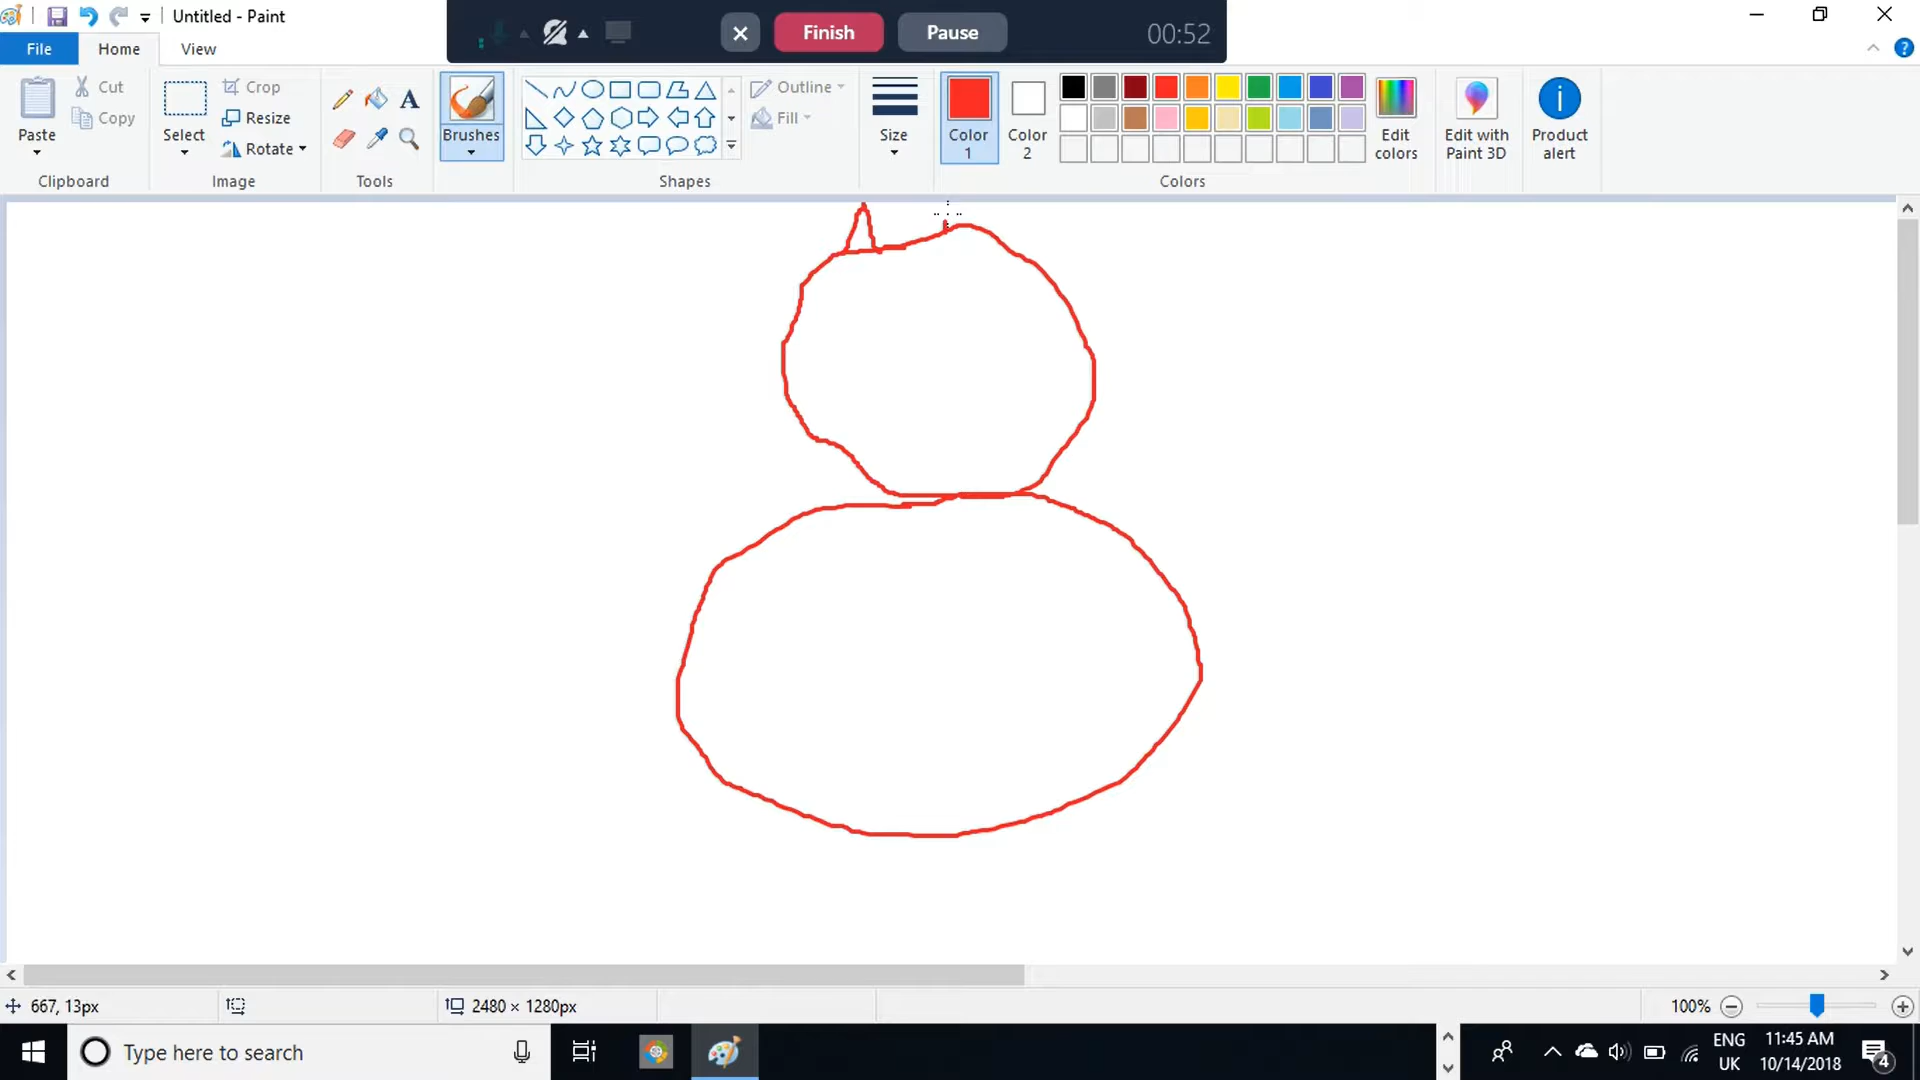 Untitled - Paint
Finish
Pause
00:52
File
Home
View
Paste
Cut
Copy
Clipboard
Select
Crop
Resize
Rotate
Image
A
Tools
Brushes
Shapes
Outline
Fill
Size
Color 1
Color 2
Edit colors
Colors
Edit with Paint 3D
Product alert
667, 13px
2480 × 1280px
100%
Type here to search
ENG
UK
11:45 AM
10/14/2018
4